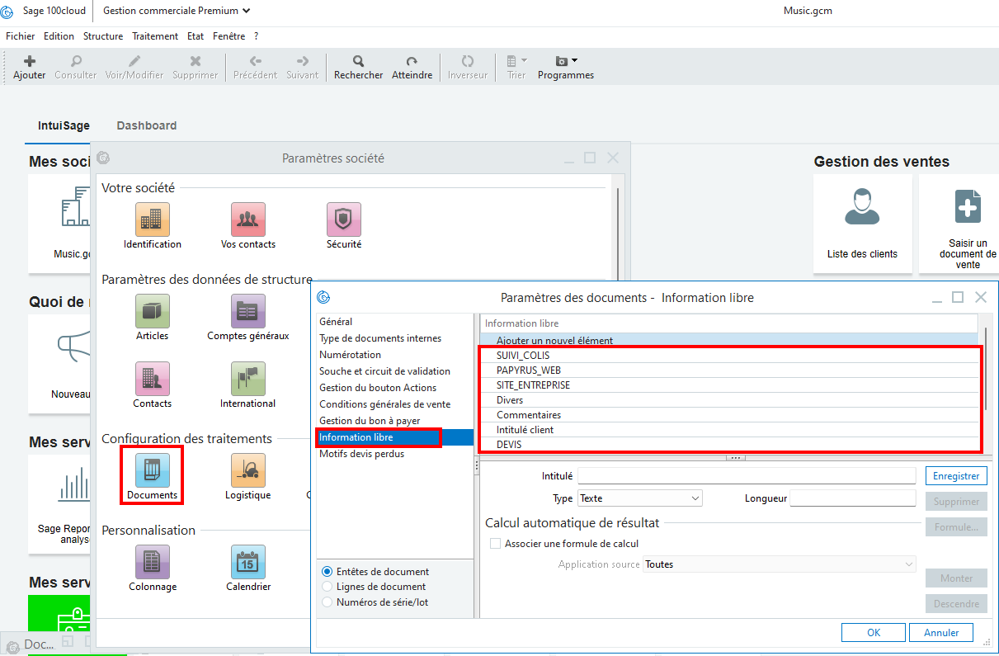 Sage 100cloud
Gestion commerciale Premium
Music.gcm
Fichier Edition Structure Traitement Etat Fenêtre ?
Ajouter Consulter Voir/Modifier Supprimer Précédent Suivant Rechercher Atteindre Inverseur Trier Programmes
IntuiSage Dashboard
Mes soci
Music.gc
Quoi de
Nouveau
Mes serv
Sage Repor
analys
Mes serv
Doc...
Gestion des ventes
Liste des clients
Saisir un
document de
vente
Paramètres société
Votre société
Identification Vos contacts Sécurité
Paramètres des données de structure
Articles Comptes généraux
Contacts International
Configuration des traitements
Documents Logistique
Personnalisation
Colonnage Calendrier
15
Paramètres des documents - Information libre
Général
Type de documents internes
Numérotation
Souche et circuit de validation
Gestion du bouton Actions
Conditions générales de vente
Gestion du bon à payer
Information libre
Motifs devis perdus
Entêtes de document
Lignes de document
Numéros de série/lot
Information libre
Ajouter un nouvel élément
SUIVI_COLIS
PAPYRUS_WEB
SITE_ENTREPRISE
Divers
Commentaires
Intitulé client
DEVIS
Intitulé
Type Texte Longueur
Calcul automatique de résultat
Associer une formule de calcul
Application source Toutes
Enregistrer
Supprimer
Formule...
Monter
Descendre
OK Annuler